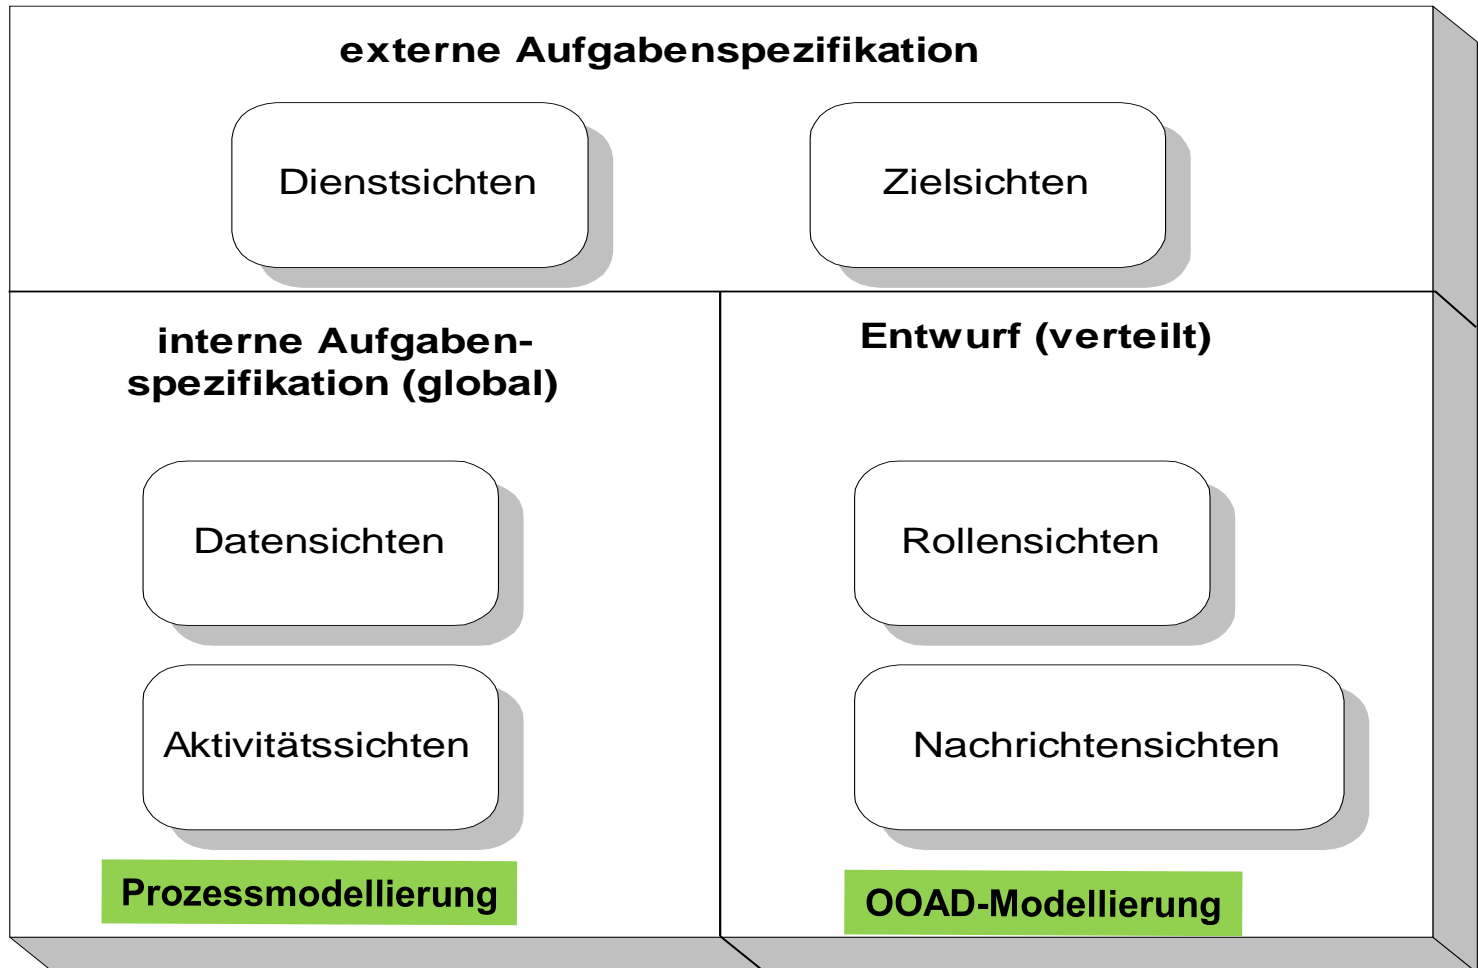 externe Aufgabenspezifikation
Dienstsichten
Zielsichten
interne Aufgaben-
spezifikation (global)
Datensichten
Aktivitätssichten
Prozessmodellierung
Entwurf (verteilt)
Rollensichten
Nachrichtensichten
OOAD-Modellierung